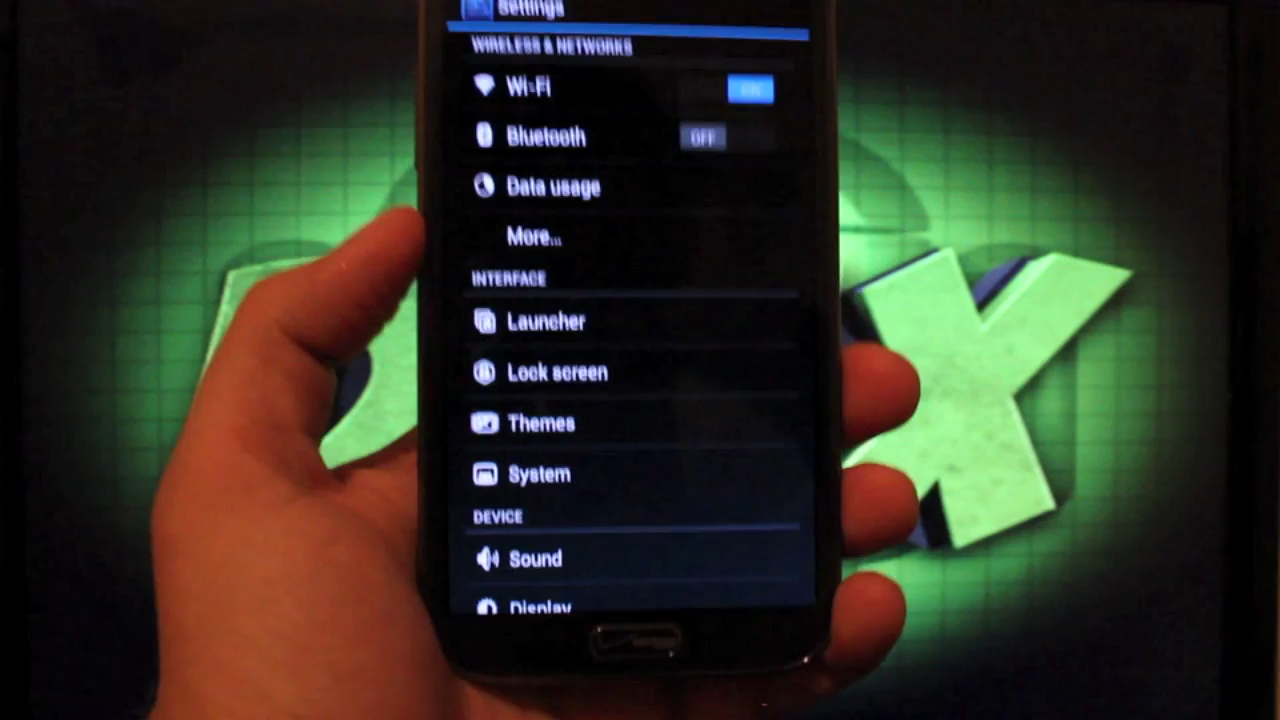 Settings
WIRELESS & NETWORKS
Wi-Fi
ON
Bluetooth
OFF
Data usage
More...
INTERFACE
Launcher
Lock screen
Themes
System
DEVICE
Sound
Display
X